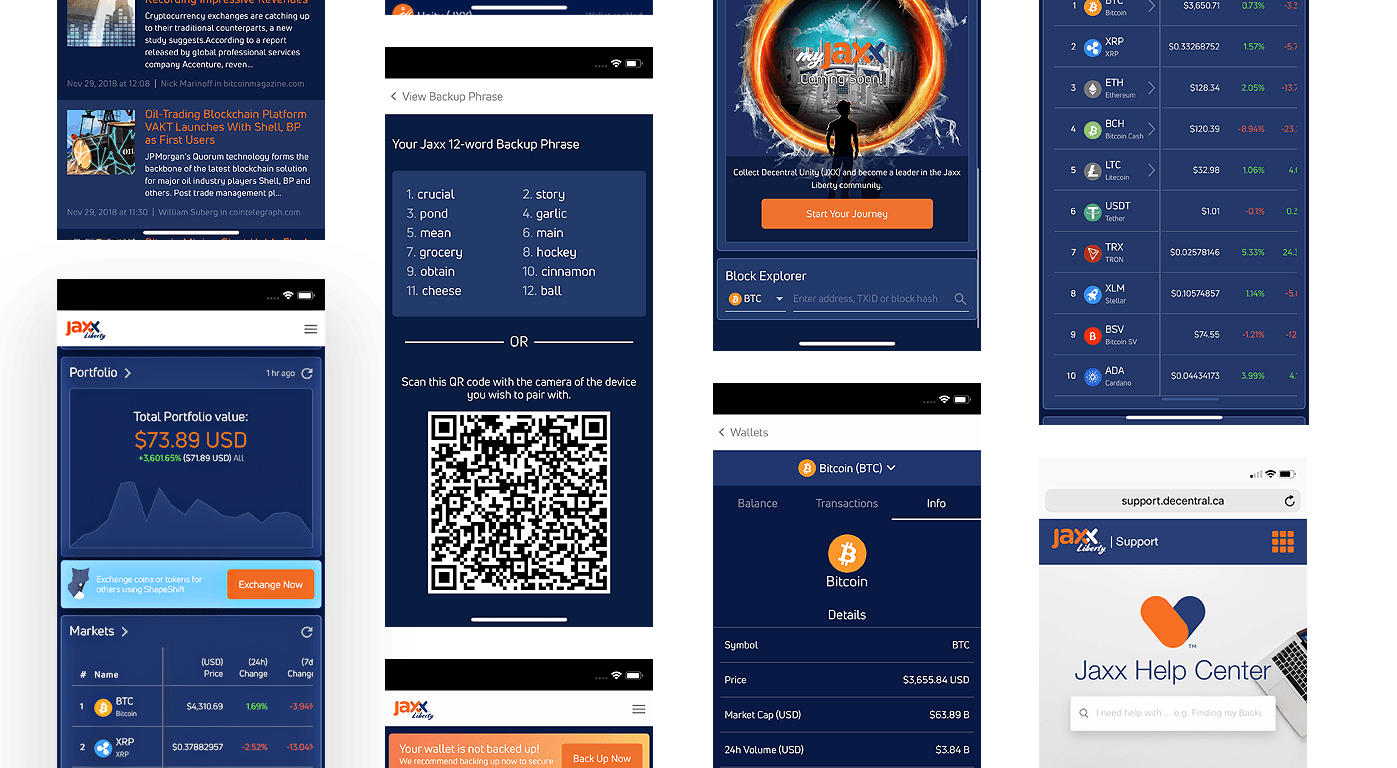 Recording Impressive Revenues
Cryptocurrency exchanges are catching up
to their traditional counterparts, a new
study suggests.According to a report
released by global professional services
company Accenture, reven...
Nov 29, 2018 at 12:08 | Nick Marinoff in bitcoinmagazine.com
Oil-Trading Blockchain Platform
VAKT Launches With Shell, BP
as First Users
JPMorgan's Quorum technology forms the
backbone of the latest blockchain solution
for major oil industry players Shell, BP and
others. Post trade management pl...
Nov 29, 2018 at 11:30 | William Suberg in cointelegraph.com
jaxx
Liberty
Portfolio
1 hr ago
Total Portfolio value:
$73.89 USD
+3,601.65% ($71.89 USD) All
Exchange coins or tokens for
others using ShapeShift
Exchange Now
Markets
# Name (USD) Price (24h) Change (7d Change
1 BTC Bitcoin $4,310.69 1.69% -3.94%
2 XRP XRP $0.37882957 -2.52% -13.04%
Unity (JXX)
View Backup Phrase
Your Jaxx 12-word Backup Phrase
1. crucial 2. story
3. pond 4. garlic
5. mean 6. main
7. grocery 8. hockey
9. obtain 10. cinnamon
11. cheese 12. ball
OR
Scan this QR code with the camera of the device
you wish to pair with.
jaxx
Liberty
Your wallet is not backed up!
We recommend backing up now to secure
Back Up Now
my jaxx
Coming Soon!
Collect Decentral Unity (JXX) and become a leader in the Jaxx
Liberty community.
Start Your Journey
Block Explorer
BTC Enter address, TXID or block hash
Wallets
Bitcoin (BTC)
Balance Transactions Info
Bitcoin
Details
Symbol BTC
Price $3,655.84 USD
Market Cap (USD) $63.89 B
24h Volume (USD) $3.84 B
1 BTC Bitcoin $3,650.71 0.73% -3.3
2 XRP XRP $0.33268752 1.57% -5.7
3 ETH Ethereum $128.34 2.05% -13.7
4 BCH Bitcoin Cash $120.39 -8.94% -23.
5 LTC Litecoin $32.98 1.06% 4.0
6 USDT Tether $1.01 -0.1% 0.3
7 TRX TRON $0.02578146 5.33% 24.3
8 XLM Stellar $0.10574857 1.14% -5.8
9 BSV Bitcoin SV $74.55 -1.21% -12
10 ADA Cardano $0.04434173 3.99% 4.
support.decentral.ca
jaxx Liberty | Support
TM
Jaxx Help Center
I need help with ... e.g. Finding my Backu